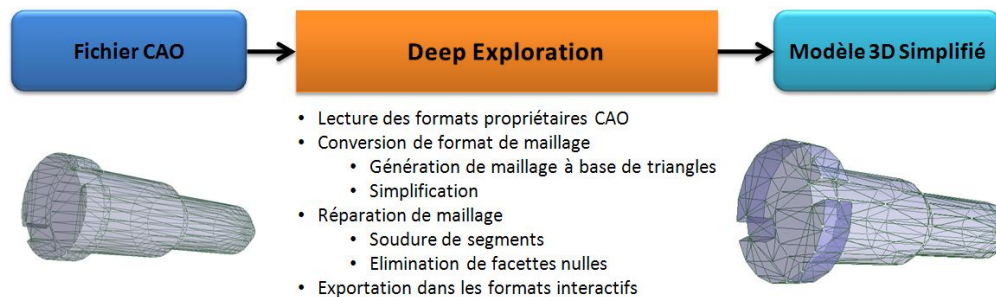 Fichier CAO
Deep Exploration
Modèle 3D Simplifié
• Lecture des formats propriétaires CAO
• Conversion de format de maillage
• Génération de maillage à base de triangles
• Simplification
• Réparation de maillage
• Soudure de segments
• Elimination de facettes nulles
• Exportation dans les formats interactifs